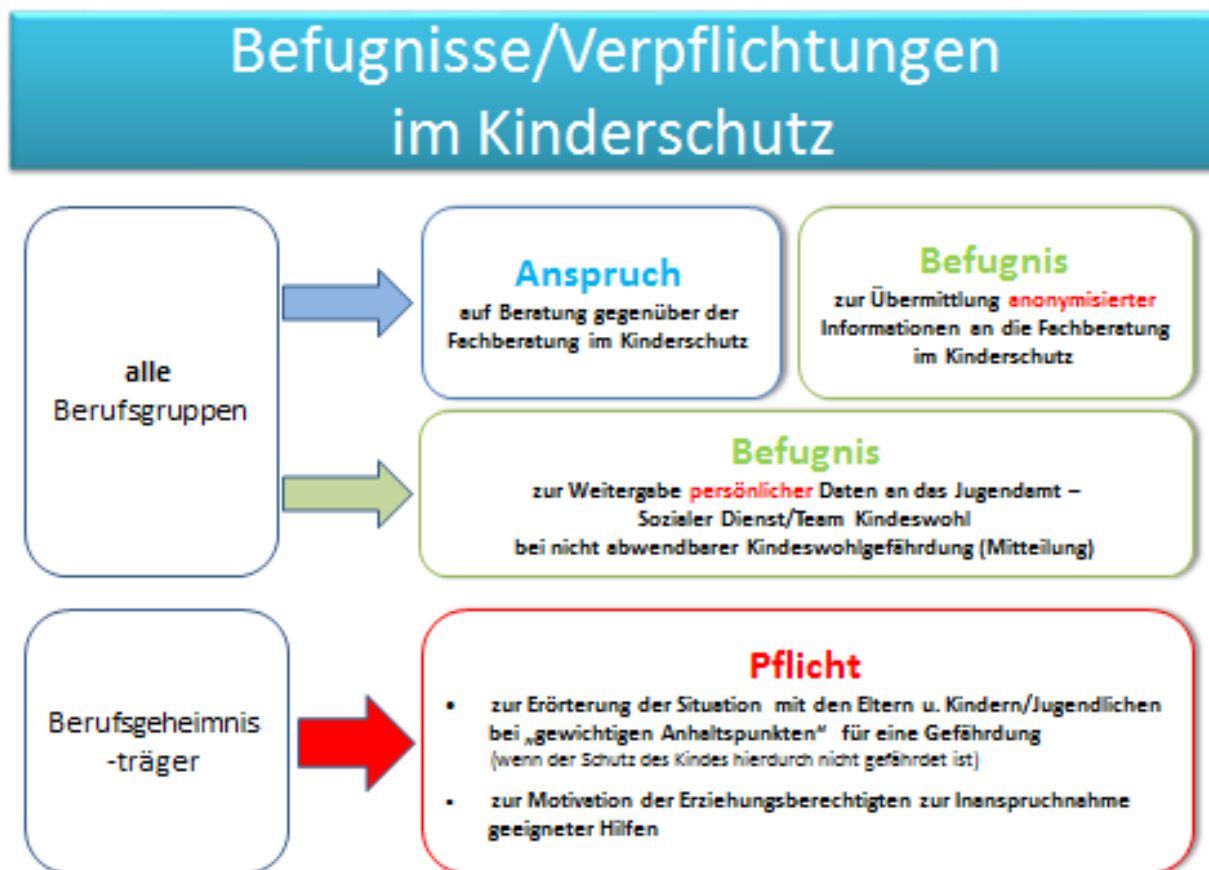 Befugnisse/Verpflichtungen
im Kinderschutz
alle
Berufsgruppen
Anspruch
auf Beratung gegenüber der
Fachberatung im Kinderschutz
Befugnis
zur Übermittlung anonymisierter
Informationen an die Fachberatung
im Kinderschutz
Befugnis
zur Weitergabe persönlicher Daten an das Jugendamt –
Sozialer Dienst/Team Kindeswohl
bei nicht abwendbarer Kindeswohlgefährdung (Mitteilung)
Berufsgeheimnis
-träger
Pflicht
• zur Erörterung der Situation mit den Eltern u. Kindern/Jugendlichen
bei „gewichtigen Anhaltspunkten“ für eine Gefährdung
(wenn der Schutz des Kindes hierdurch nicht gefährdet ist)
• zur Motivation der Erziehungsberechtigten zur Inanspruchnahme
geeigneter Hilfen